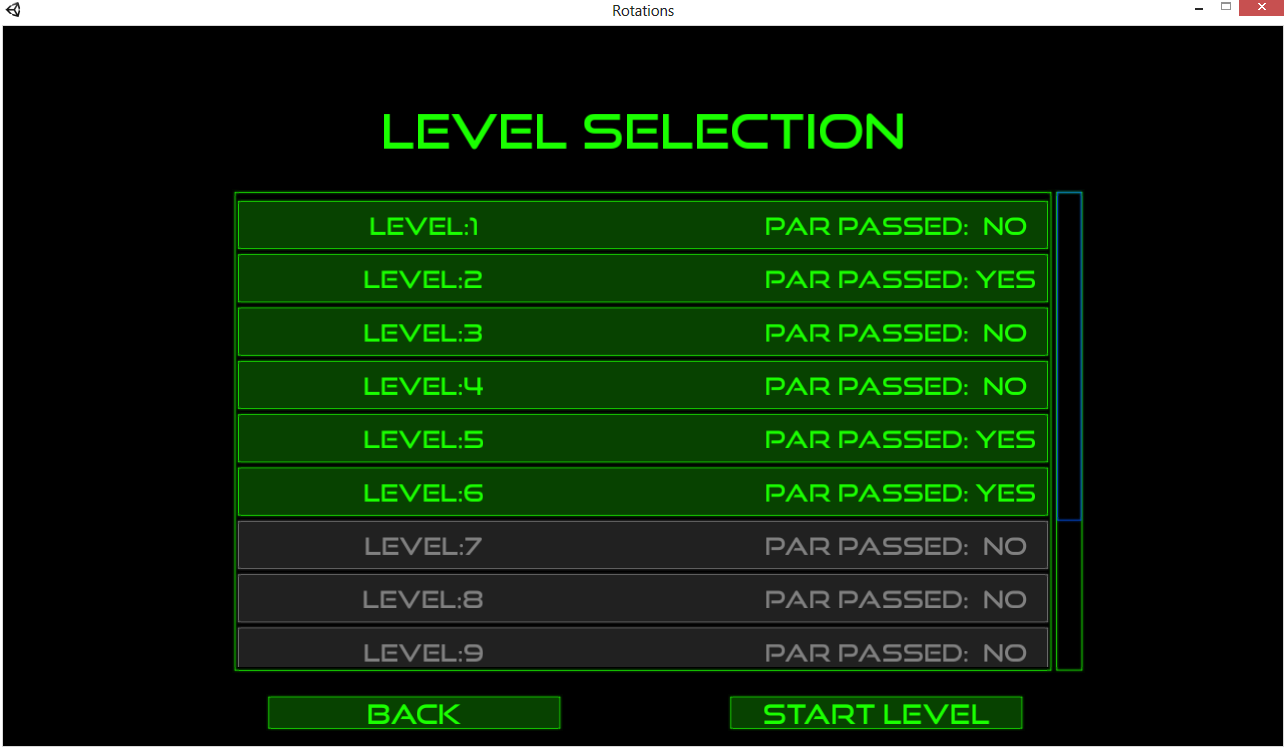 Rotations
LEVEL SELECTION
LEVEL:1 PAR PASSED: NO
LEVEL:2 PAR PASSED: YES
LEVEL:3 PAR PASSED: NO
LEVEL:4 PAR PASSED: NO
LEVEL:5 PAR PASSED: YES
LEVEL:6 PAR PASSED: YES
LEVEL:7 PAR PASSED: NO
LEVEL:8 PAR PASSED: NO
LEVEL:9 PAR PASSED: NO
BACK START LEVEL